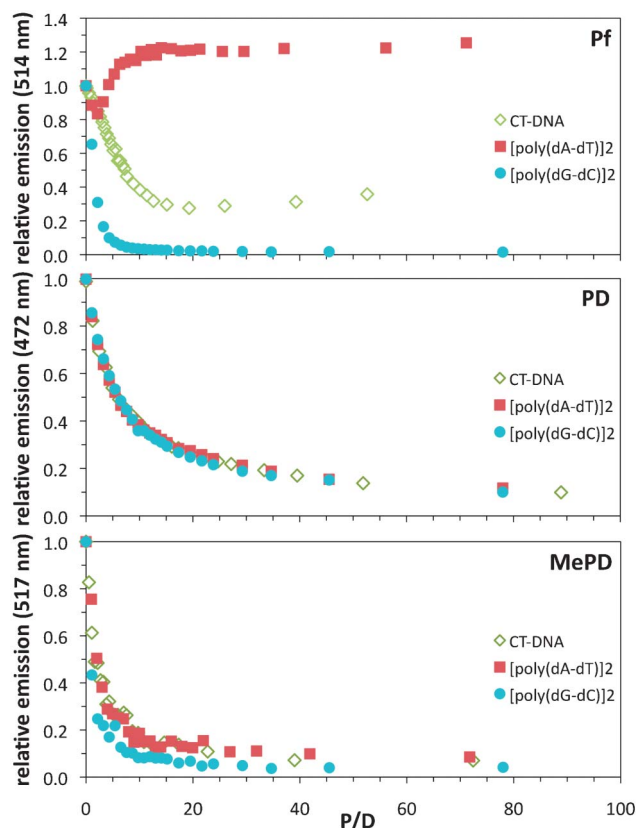 1.4
1.2
1.0
0.8
0.6
0.4
0.2
0.0
relative emission (514 nm)
Pf
CT-DNA
[poly(dA-dT)]2
[poly(dG-dC)]2
1.0
0.8
0.6
0.4
0.2
0.0
relative emission (472 nm)
PD
CT-DNA
[poly(dA-dT)]2
[poly(dG-dC)]2
1.0
0.8
0.6
0.4
0.2
0.0
relative emission (517 nm)
MePD
CT-DNA
[poly(dA-dT)]2
[poly(dG-dC)]2
0 20 40 60 80 100
P/D